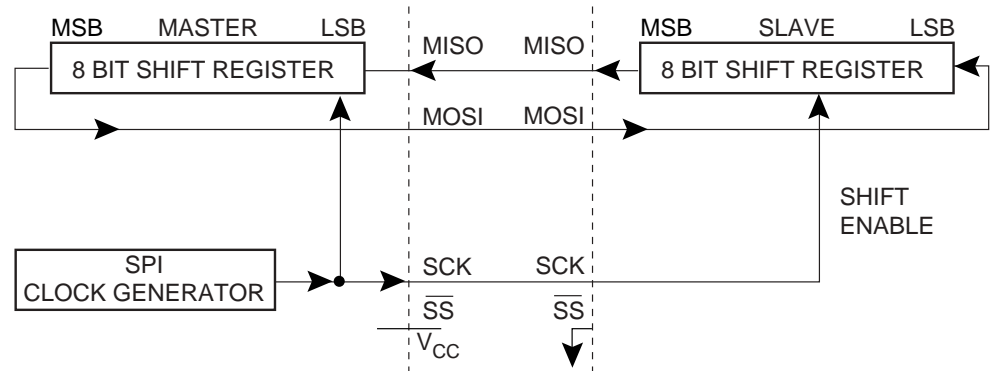 MSB MASTER LSB
8 BIT SHIFT REGISTER
MISO MISO
MSB SLAVE LSB
8 BIT SHIFT REGISTER
MOSI MOSI
SHIFT
ENABLE
SPI
CLOCK GENERATOR
SCK SCK
SS SS
VCC